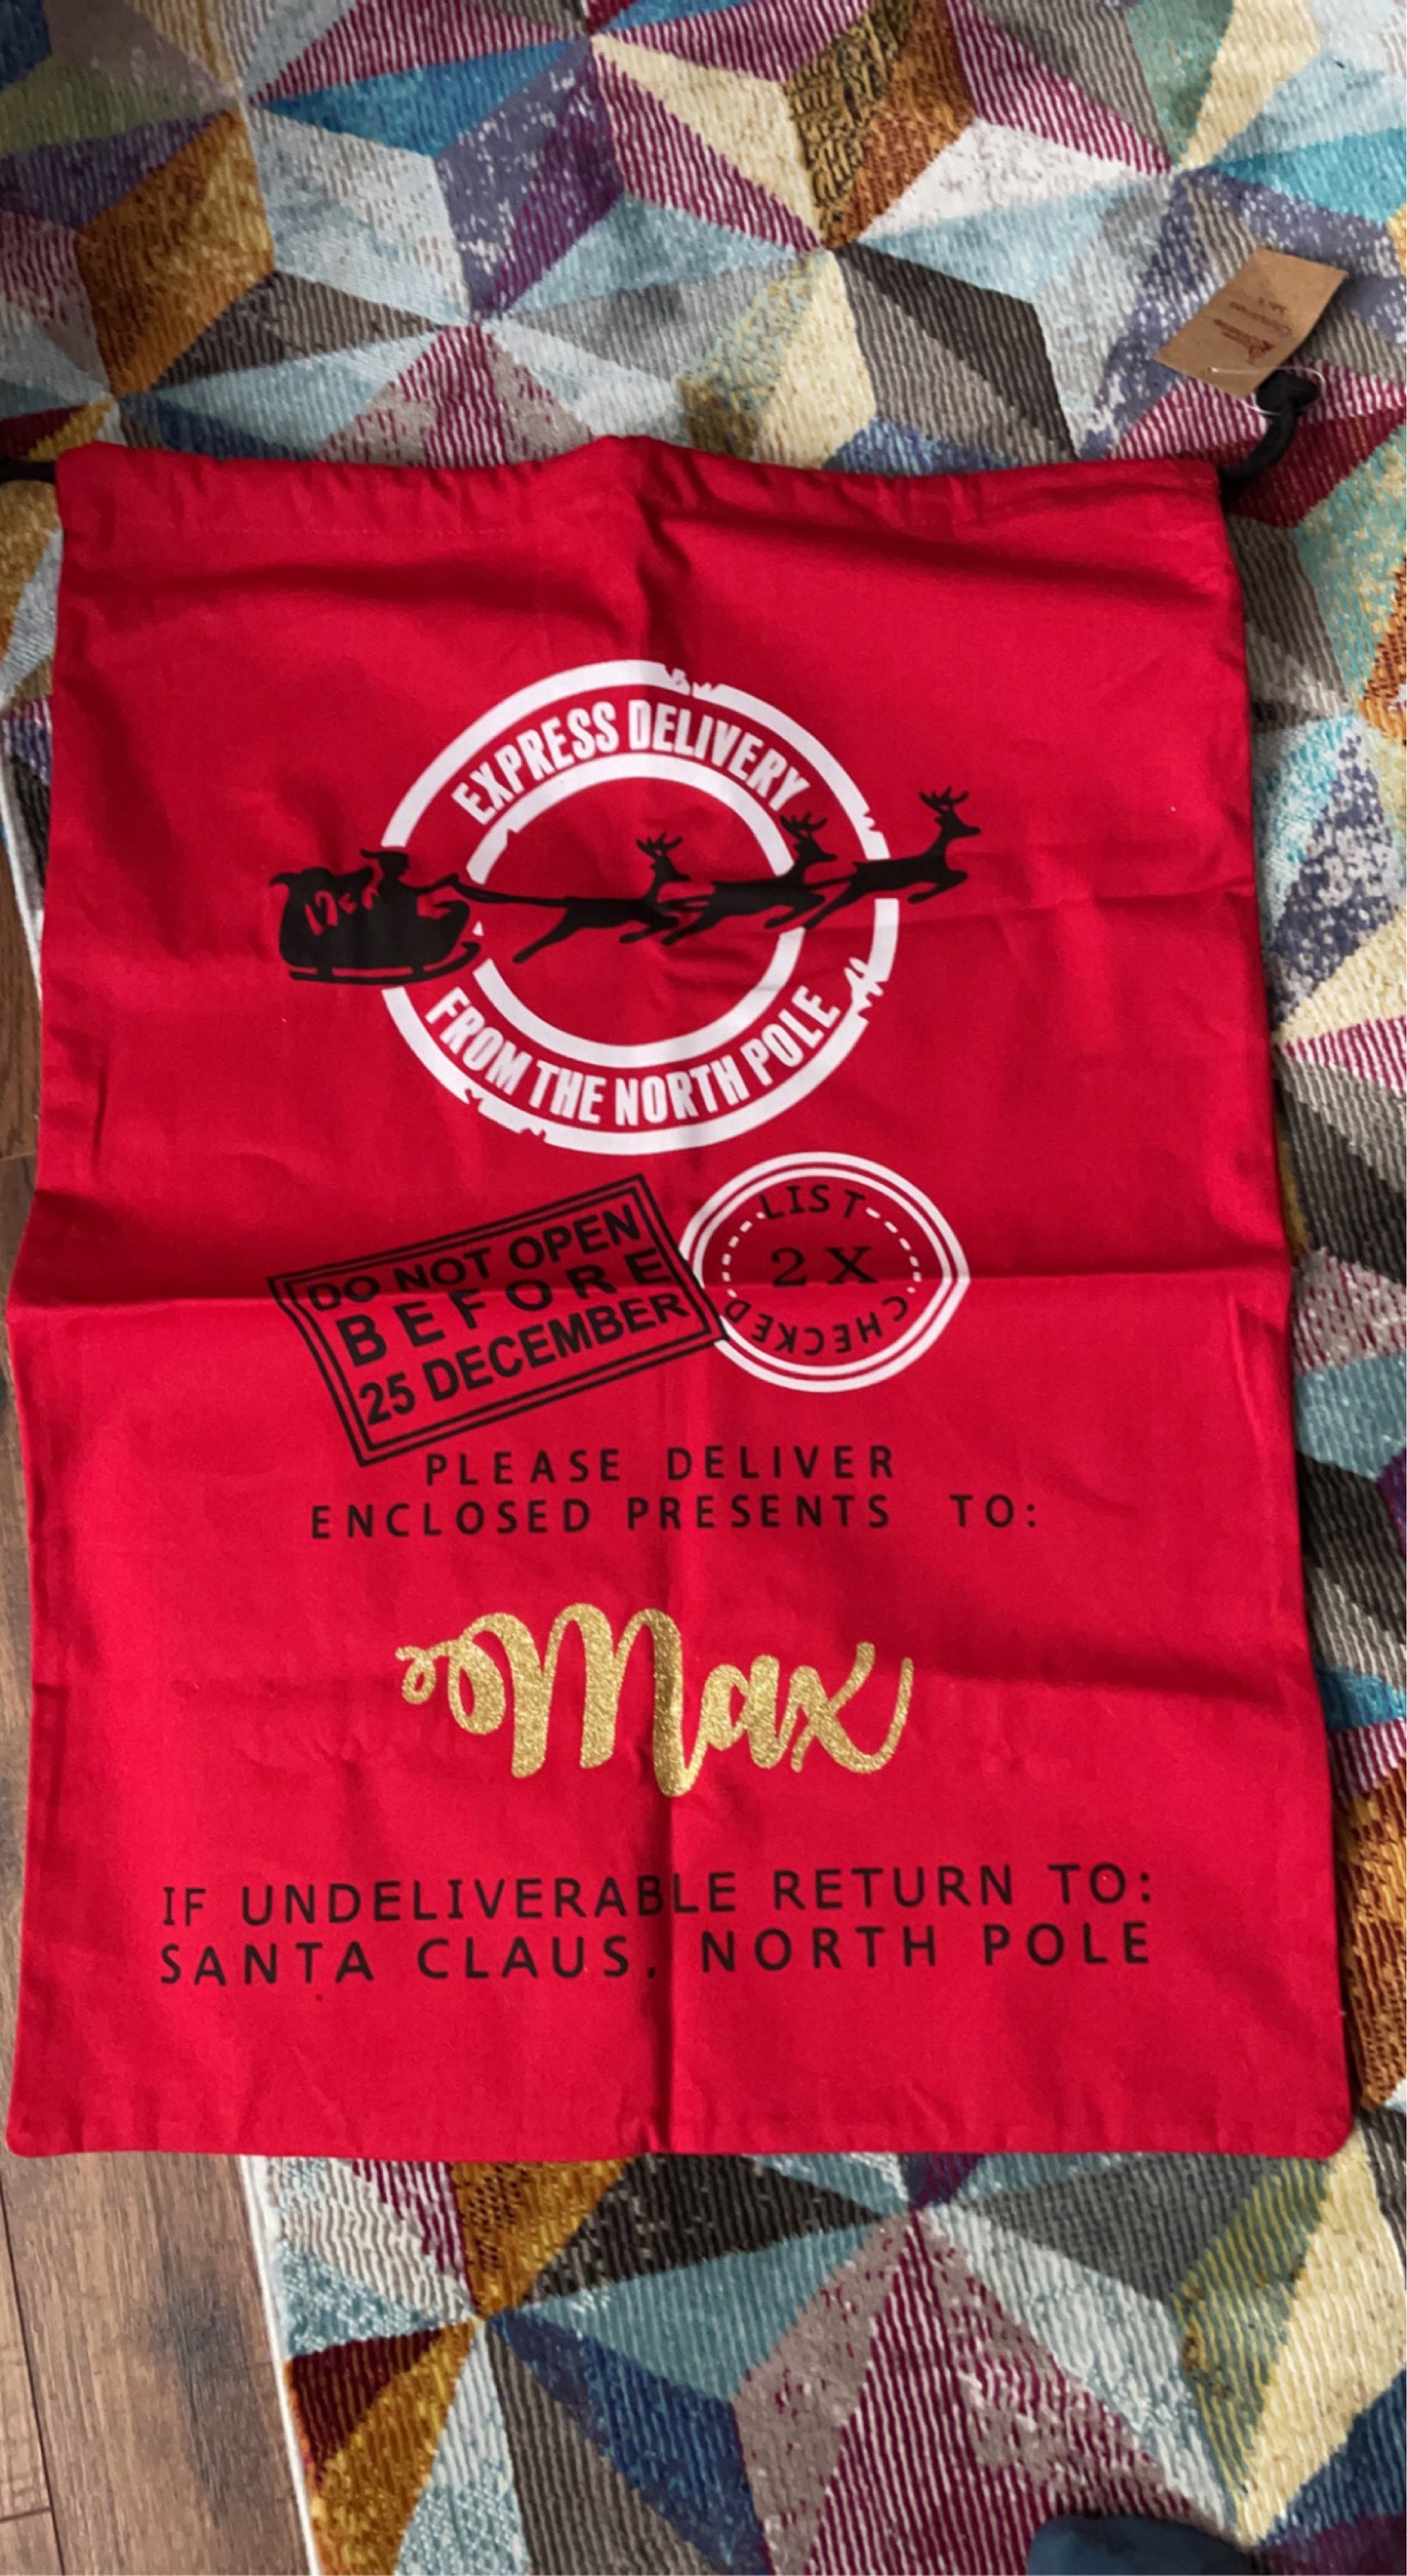 EXPRESS DELIVERY
FROM THE NORTH POLE
DO NOT OPEN
BEFORE
25 DECEMBER
LIST
2X
CHECKED
PLEASE DELIVER
ENCLOSED PRESENTS TO:
Max
IF UNDELIVERABLE RETURN TO:
SANTA CLAUS, NORTH POLE